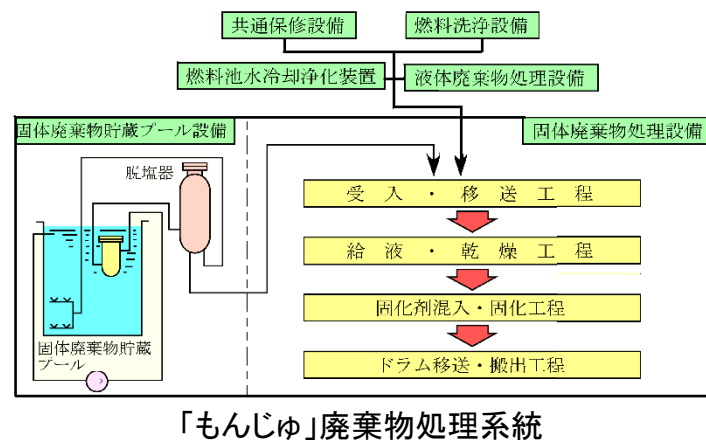 共通保修設備
燃料洗浄設備
燃料池水冷却浄化装置
液体廃棄物処理設備
固体廃棄物貯蔵プール設備
固体廃棄物処理設備
脱塩器
固体廃棄物貯蔵
プール
受入・移送工程
給液・乾燥工程
固化剤混入・固化工程
ドラム移送・搬出工程
「もんじゅ」廃棄物処理系統